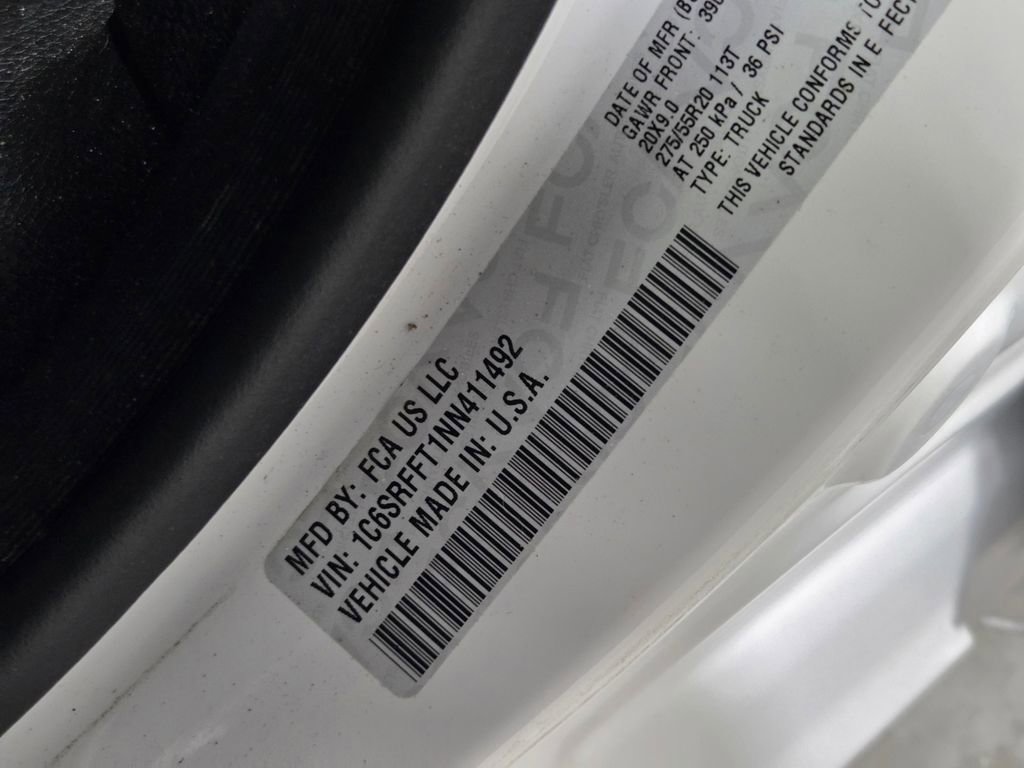 MFD BY: FCA US LLC
VIN: 1C6SRFFT1NN411492
VEHICLE MADE IN: U.S.A.
DATE OF MFR
GAWR FRONT:
20X9.0
275/55R20 113T
AT 250 kPa / 36 PSI
TYPE: TRUCK
THIS VEHICLE CONFORMS
STANDARDS IN E